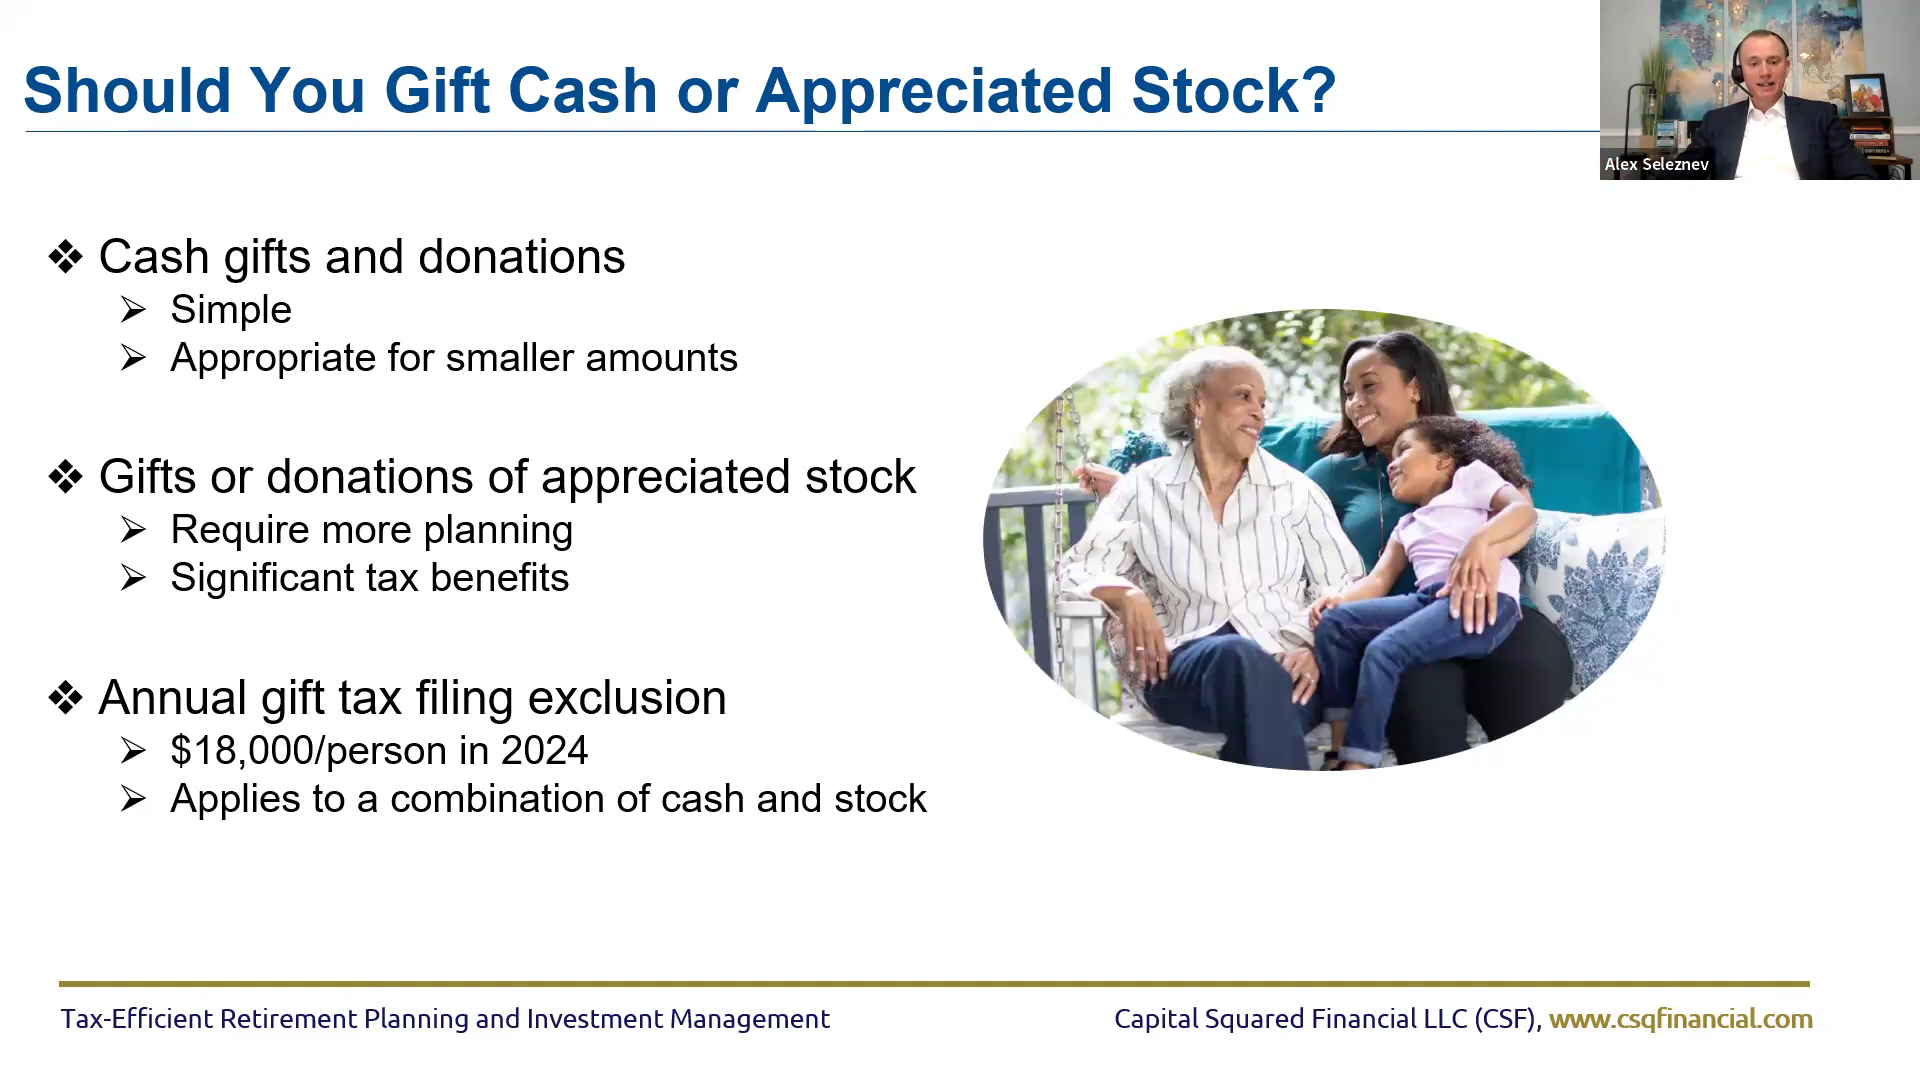 Should You Gift Cash or Appreciated Stock?
Alex Seleznev
❖ Cash gifts and donations
➢ Simple
➢ Appropriate for smaller amounts
❖ Gifts or donations of appreciated stock
➢ Require more planning
➢ Significant tax benefits
❖ Annual gift tax filing exclusion
➢ $18,000/person in 2024
➢ Applies to a combination of cash and stock
Tax-Efficient Retirement Planning and Investment Management
Capital Squared Financial LLC (CSF), www.csqfinancial.com